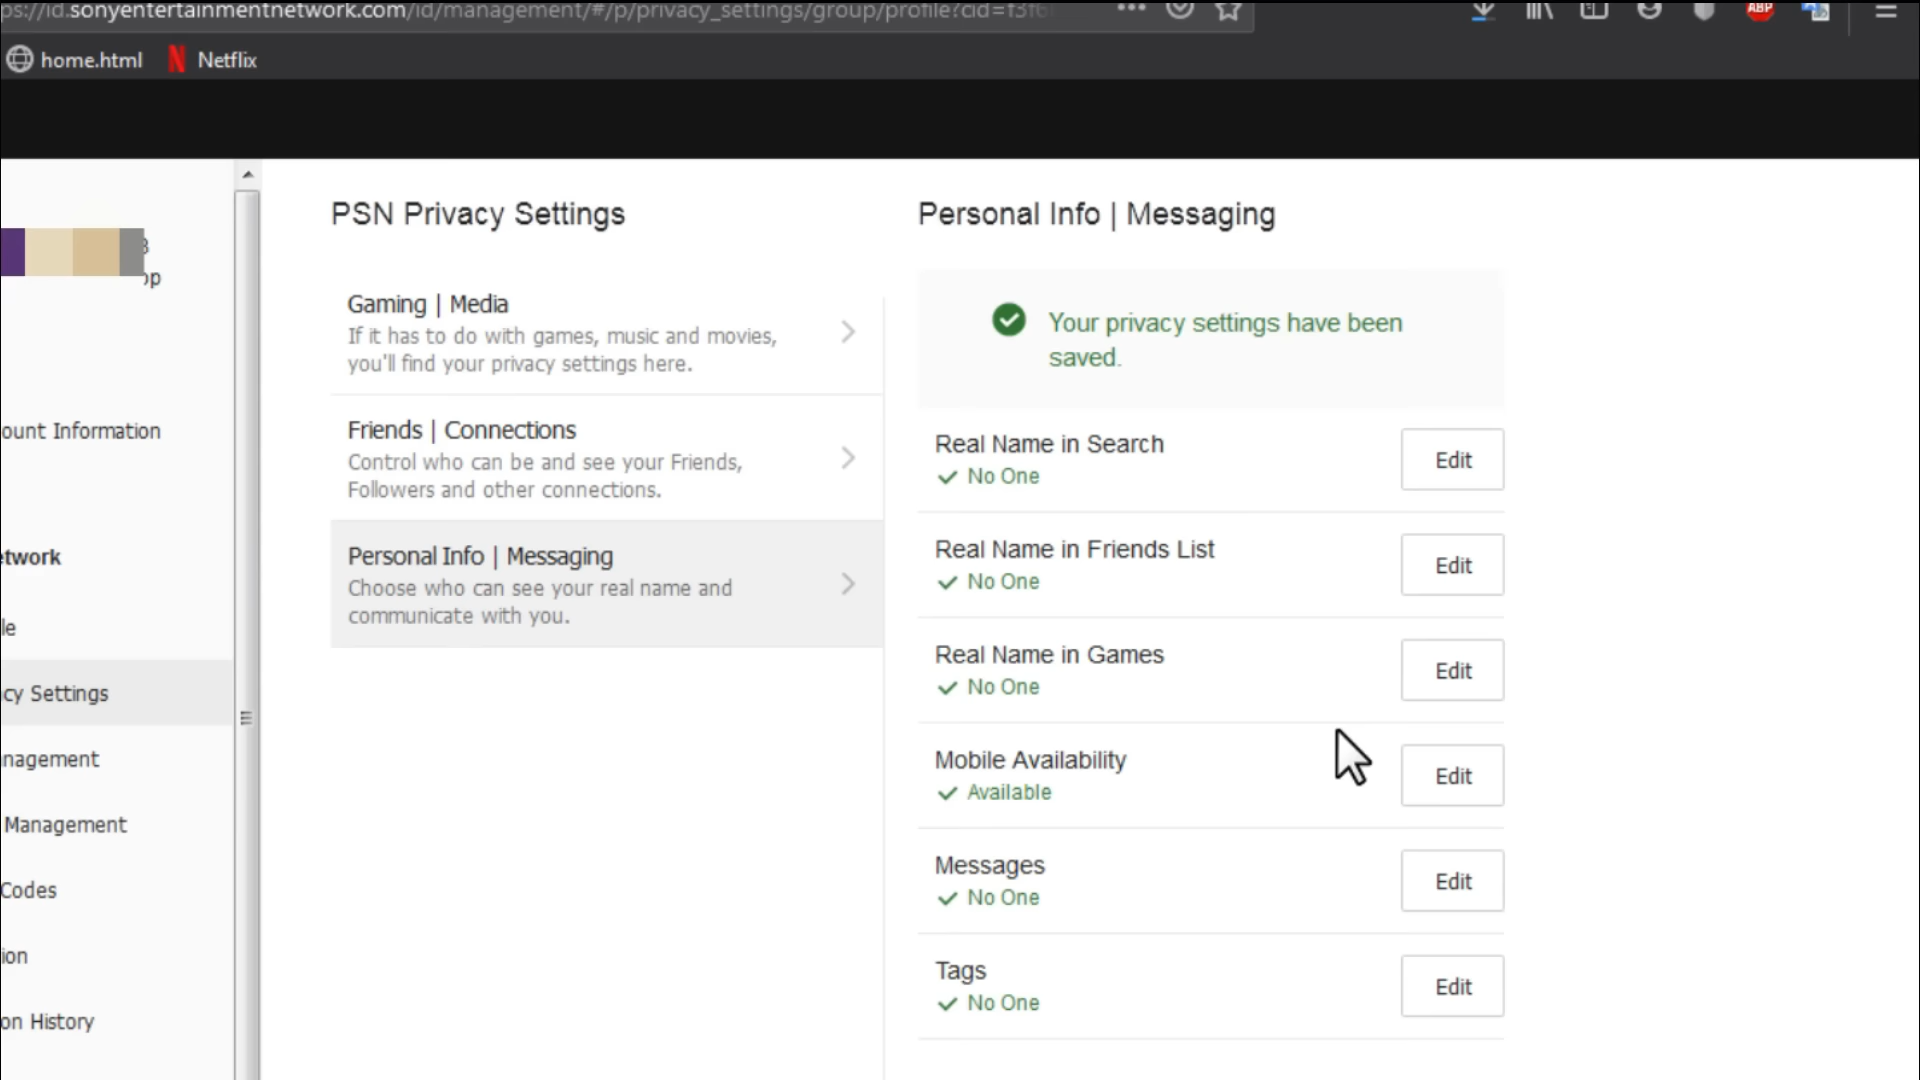 ps://id.sonyentertainmentnetwork.com/id/management/#/p/privacy_settings/group/profile?cid=f3f6
ABP
home.html
Netflix
PSN Privacy Settings
Personal Info | Messaging
op
Gaming | Media
If it has to do with games, music and movies,
you'll find your privacy settings here.
Your privacy settings have been
saved.
Friends | Connections
Control who can be and see your Friends,
Followers and other connections.
Personal Info | Messaging
Choose who can see your real name and
communicate with you.
ount Information
etwork
le
cy Settings
nagement
Management
Codes
ion
on History
Real Name in Search
No One
Edit
Real Name in Friends List
No One
Edit
Real Name in Games
No One
Edit
Mobile Availability
Available
Edit
Messages
No One
Edit
Tags
No One
Edit